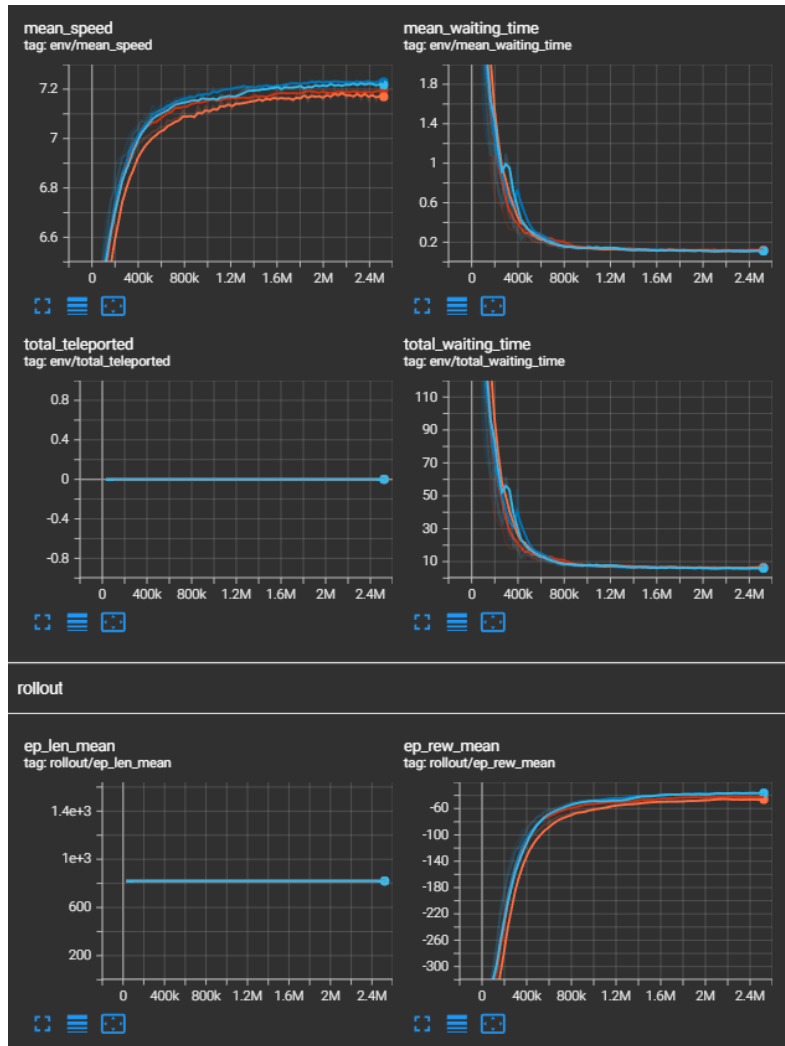 mean_speed
tag: env/mean_speed
7.2
7
6.8
6.6
0 400k 800k 1.2M 1.6M 2M 2.4M
mean_waiting_time
tag: env/mean_waiting_time
1.8
1.4
1
0.6
0.2
0 400k 800k 1.2M 1.6M 2M 2.4M
total_teleported
tag: env/total_teleported
0.8
0.4
0
-0.4
-0.8
0 400k 800k 1.2M 1.6M 2M 2.4M
total_waiting_time
tag: env/total_waiting_time
110
90
70
50
30
10
0 400k 800k 1.2M 1.6M 2M 2.4M
rollout
ep_len_mean
tag: rollout/ep_len_mean
1.4e+3
1e+3
600
200
0 400k 800k 1.2M 1.6M 2M 2.4M
ep_rew_mean
tag: rollout/ep_rew_mean
-60
-100
-140
-180
-220
-260
-300
0 400k 800k 1.2M 1.6M 2M 2.4M